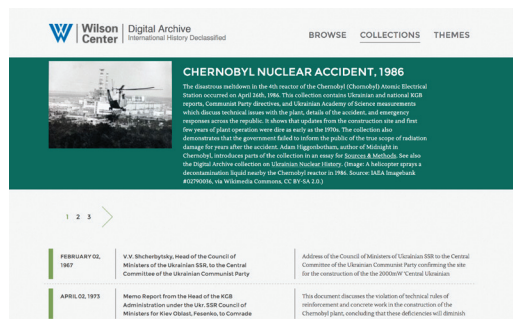 Wilson Center | Digital Archive
International History Declassified
BROWSE COLLECTIONS THEMES
CHERNOBYL NUCLEAR ACCIDENT, 1986
The disastrous meltdown in the 4th reactor of the Chernobyl (Chornobyl) Atomic Electrical
Station occurred on April 26th, 1986. This collection contains Ukrainian and national KGB
reports, Communist Party directives, and Ukrainian Academy of Science measurements
which discuss technical issues with the plant, details of the accident, and emergency
responses across the republic. It shows that updates from the construction site and first
few years of plant operation were dire as early as the 1970s. The collection also
demonstrates that the government failed to inform the public of the true scope of radiation
damage for years after the accident. Adam Higginbotham, author of Midnight in
Chernobyl, introduces parts of the collection in an essay for Sources & Methods. See also
the Digital Archive collection on Ukrainian Nuclear History. (Image: A helicopter sprays a
decontamination liquid nearby the Chernobyl reactor in 1986. Source: IAEA Imagebank
#02790036, via Wikimedia Commons, CC BY-SA 2.0.)
1 2 3
FEBRUARY 02,
1967
V.V. Shcherbytsky, Head of the Council of
Ministers of the Ukrainian SSR, to the Central
Committee of the Ukrainian Communist Party
Address of the Council of Ministers of Ukrainian SSR to the Central
Committee of the Ukrainian Communist Party confirming the site
for the construction of the the 2000mW 'Central Ukrainian
APRIL 02, 1973
Memo Report from the Head of the KGB
Administration under the Ukr. SSR Council of
Ministers for Kiev Oblast, Fesenko, to Comrade
This document discusses the violation of technical rules of
reinforcement and concrete work in the construction of the
Chernobyl plant, concluding that these deficiencies will diminish